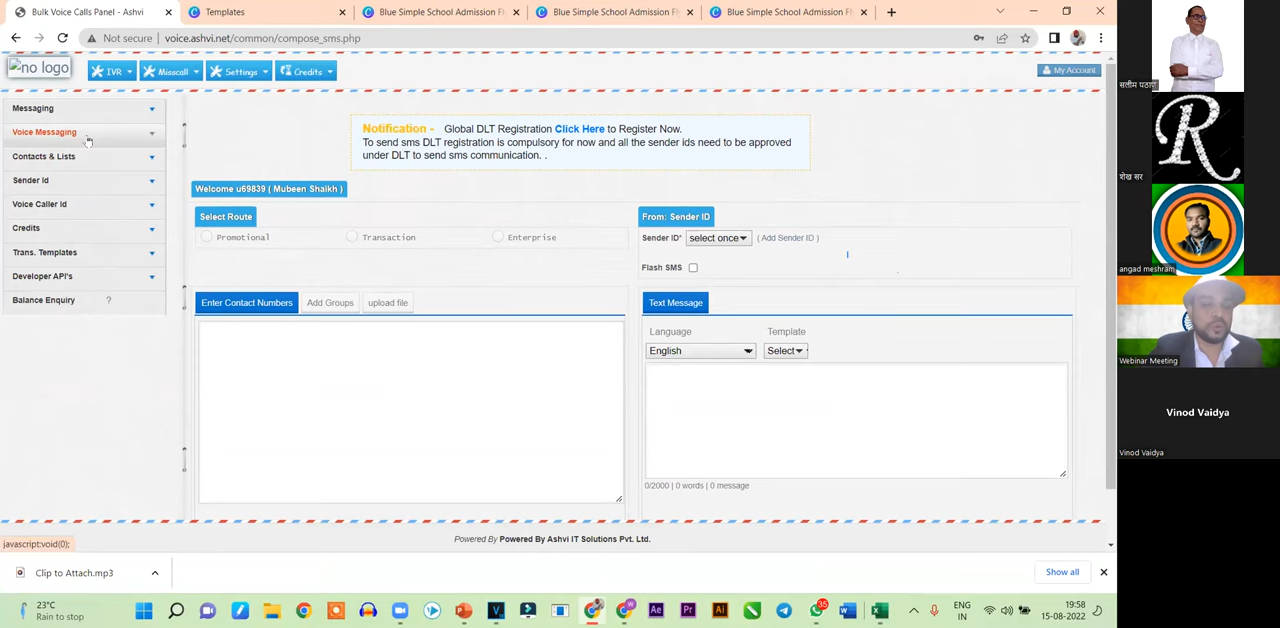 Bulk Voice Calls Panel - Ashvi
Templates
Blue Simple School Admission F
Blue Simple School Admission F
Blue Simple School Admission F
Not secure | voice.ashvi.net/common/compose_sms.php
no logo
IVR
Misscall
Settings
Credits
My Account
Messaging
Voice Messaging
Contacts & Lists
Sender Id
Voice Caller Id
Credits
Trans. Templates
Developer API's
Balance Enquiry ?
Notification - Global DLT Registration Click Here to Register Now.
To send sms DLT registration is compulsory for now and all the sender ids need to be approved
under DLT to send sms communication. .
Welcome u69839 ( Mubeen Shaikh )
Select Route
Promotional Transaction Enterprise
From: Sender ID
Sender ID* select once (Add Sender ID )
Flash SMS
Enter Contact Numbers Add Groups upload file
Text Message
Language Template
English Select
0/2000 | 0 words | 0 message
Powered By Powered By Ashvi IT Solutions Pvt. Ltd.
javascript:void(0);
Clip to Attach.mp3
Show all
23°C
Rain to stop
35
ENG
IN
19:58
15-08-2022
सलीम पठाण
R
शेख सर
angad meshram
Webinar Meeting
Vinod Vaidya
Vinod Vaidya